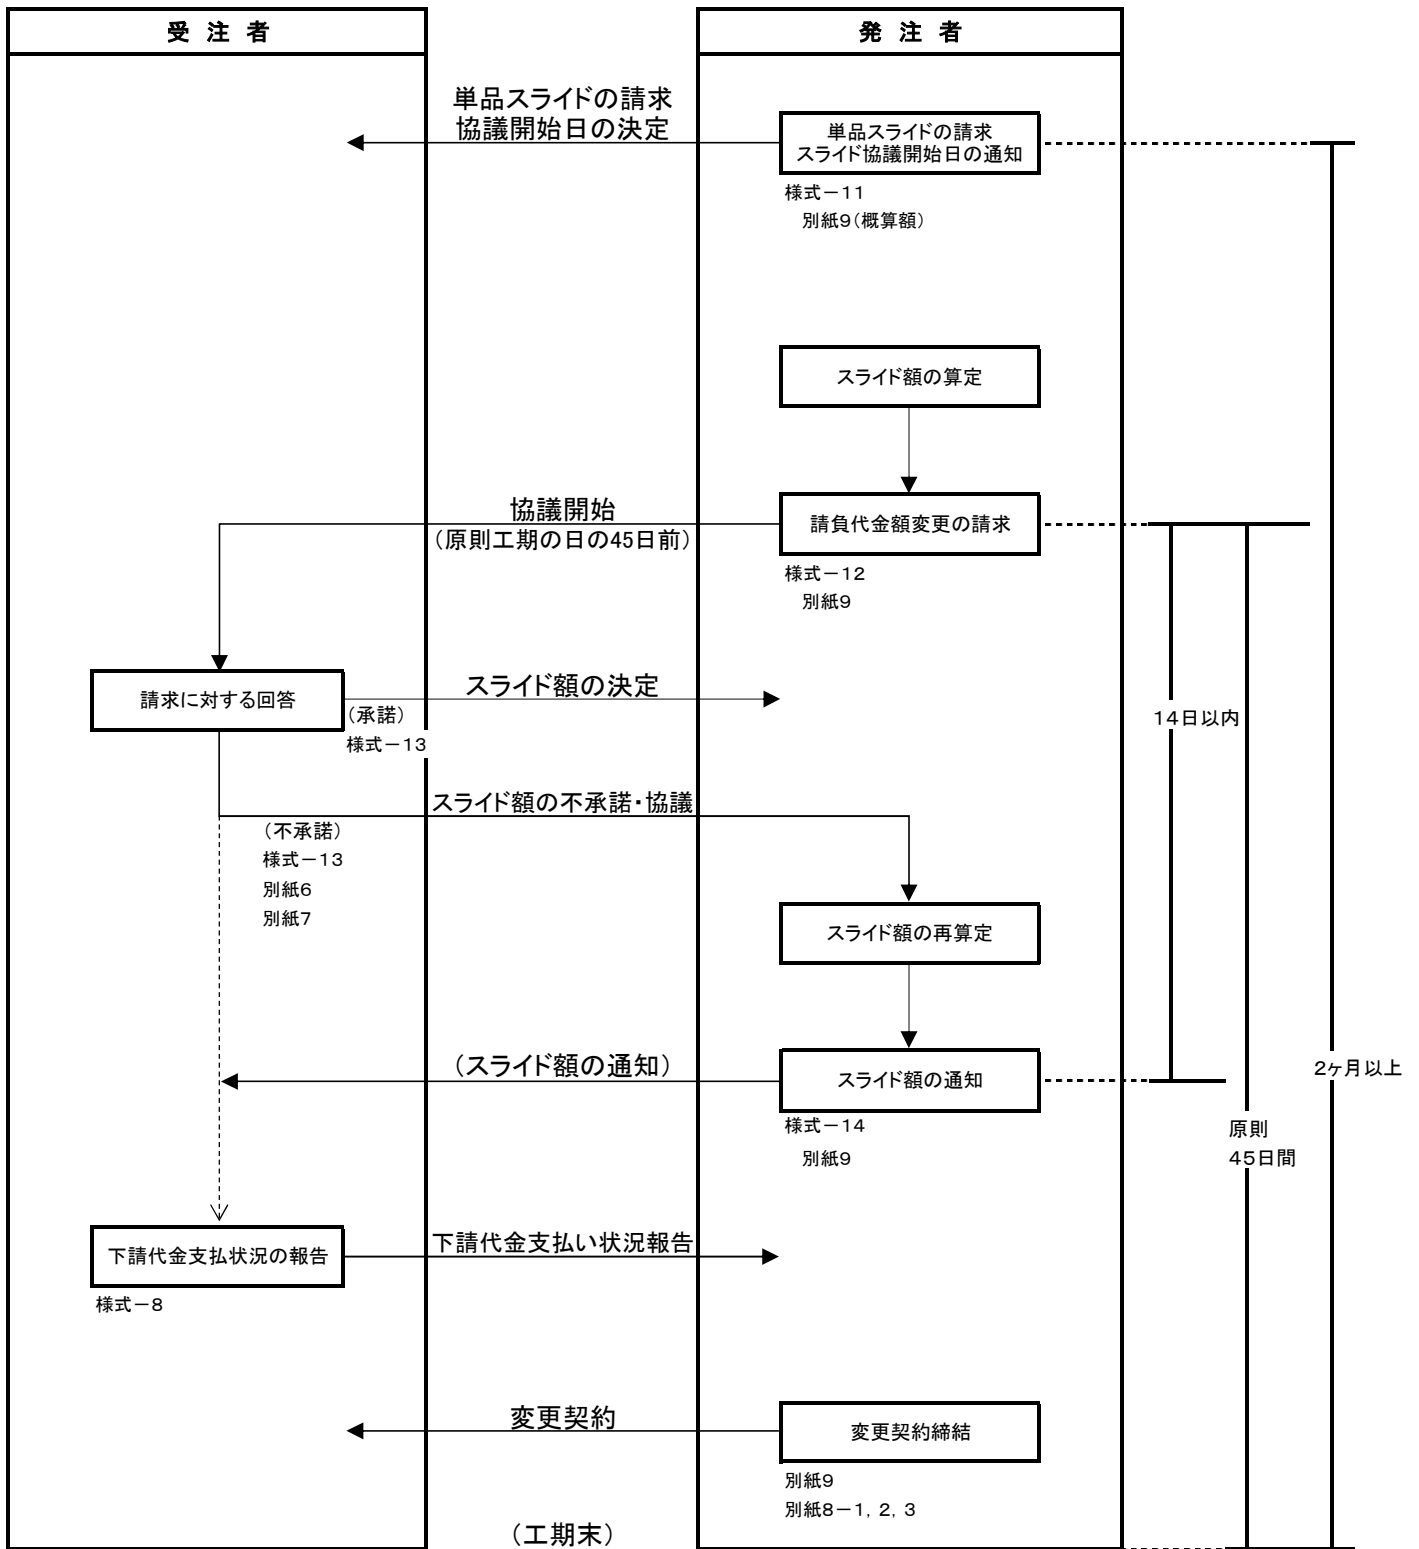 受 注 者
発 注 者
単品スライドの請求
協議開始日の決定
単品スライドの請求
スライド協議開始日の通知
様式－11
別紙9（概算額）
スライド額の算定
協議開始
（原則工期の日の45日前）
請負代金額変更の請求
様式－12
別紙9
請求に対する回答
（承諾）
様式－13
スライド額の決定
14日以内
スライド額の不承諾・協議
（不承諾）
様式－13
別紙6
別紙7
スライド額の再算定
（スライド額の通知）
スライド額の通知
様式－14
別紙9
2ヶ月以上
原則
45日間
下請代金支払状況の報告
様式－8
下請代金支払い状況報告
変更契約
変更契約締結
別紙9
別紙8－1，2，3
（工期末）